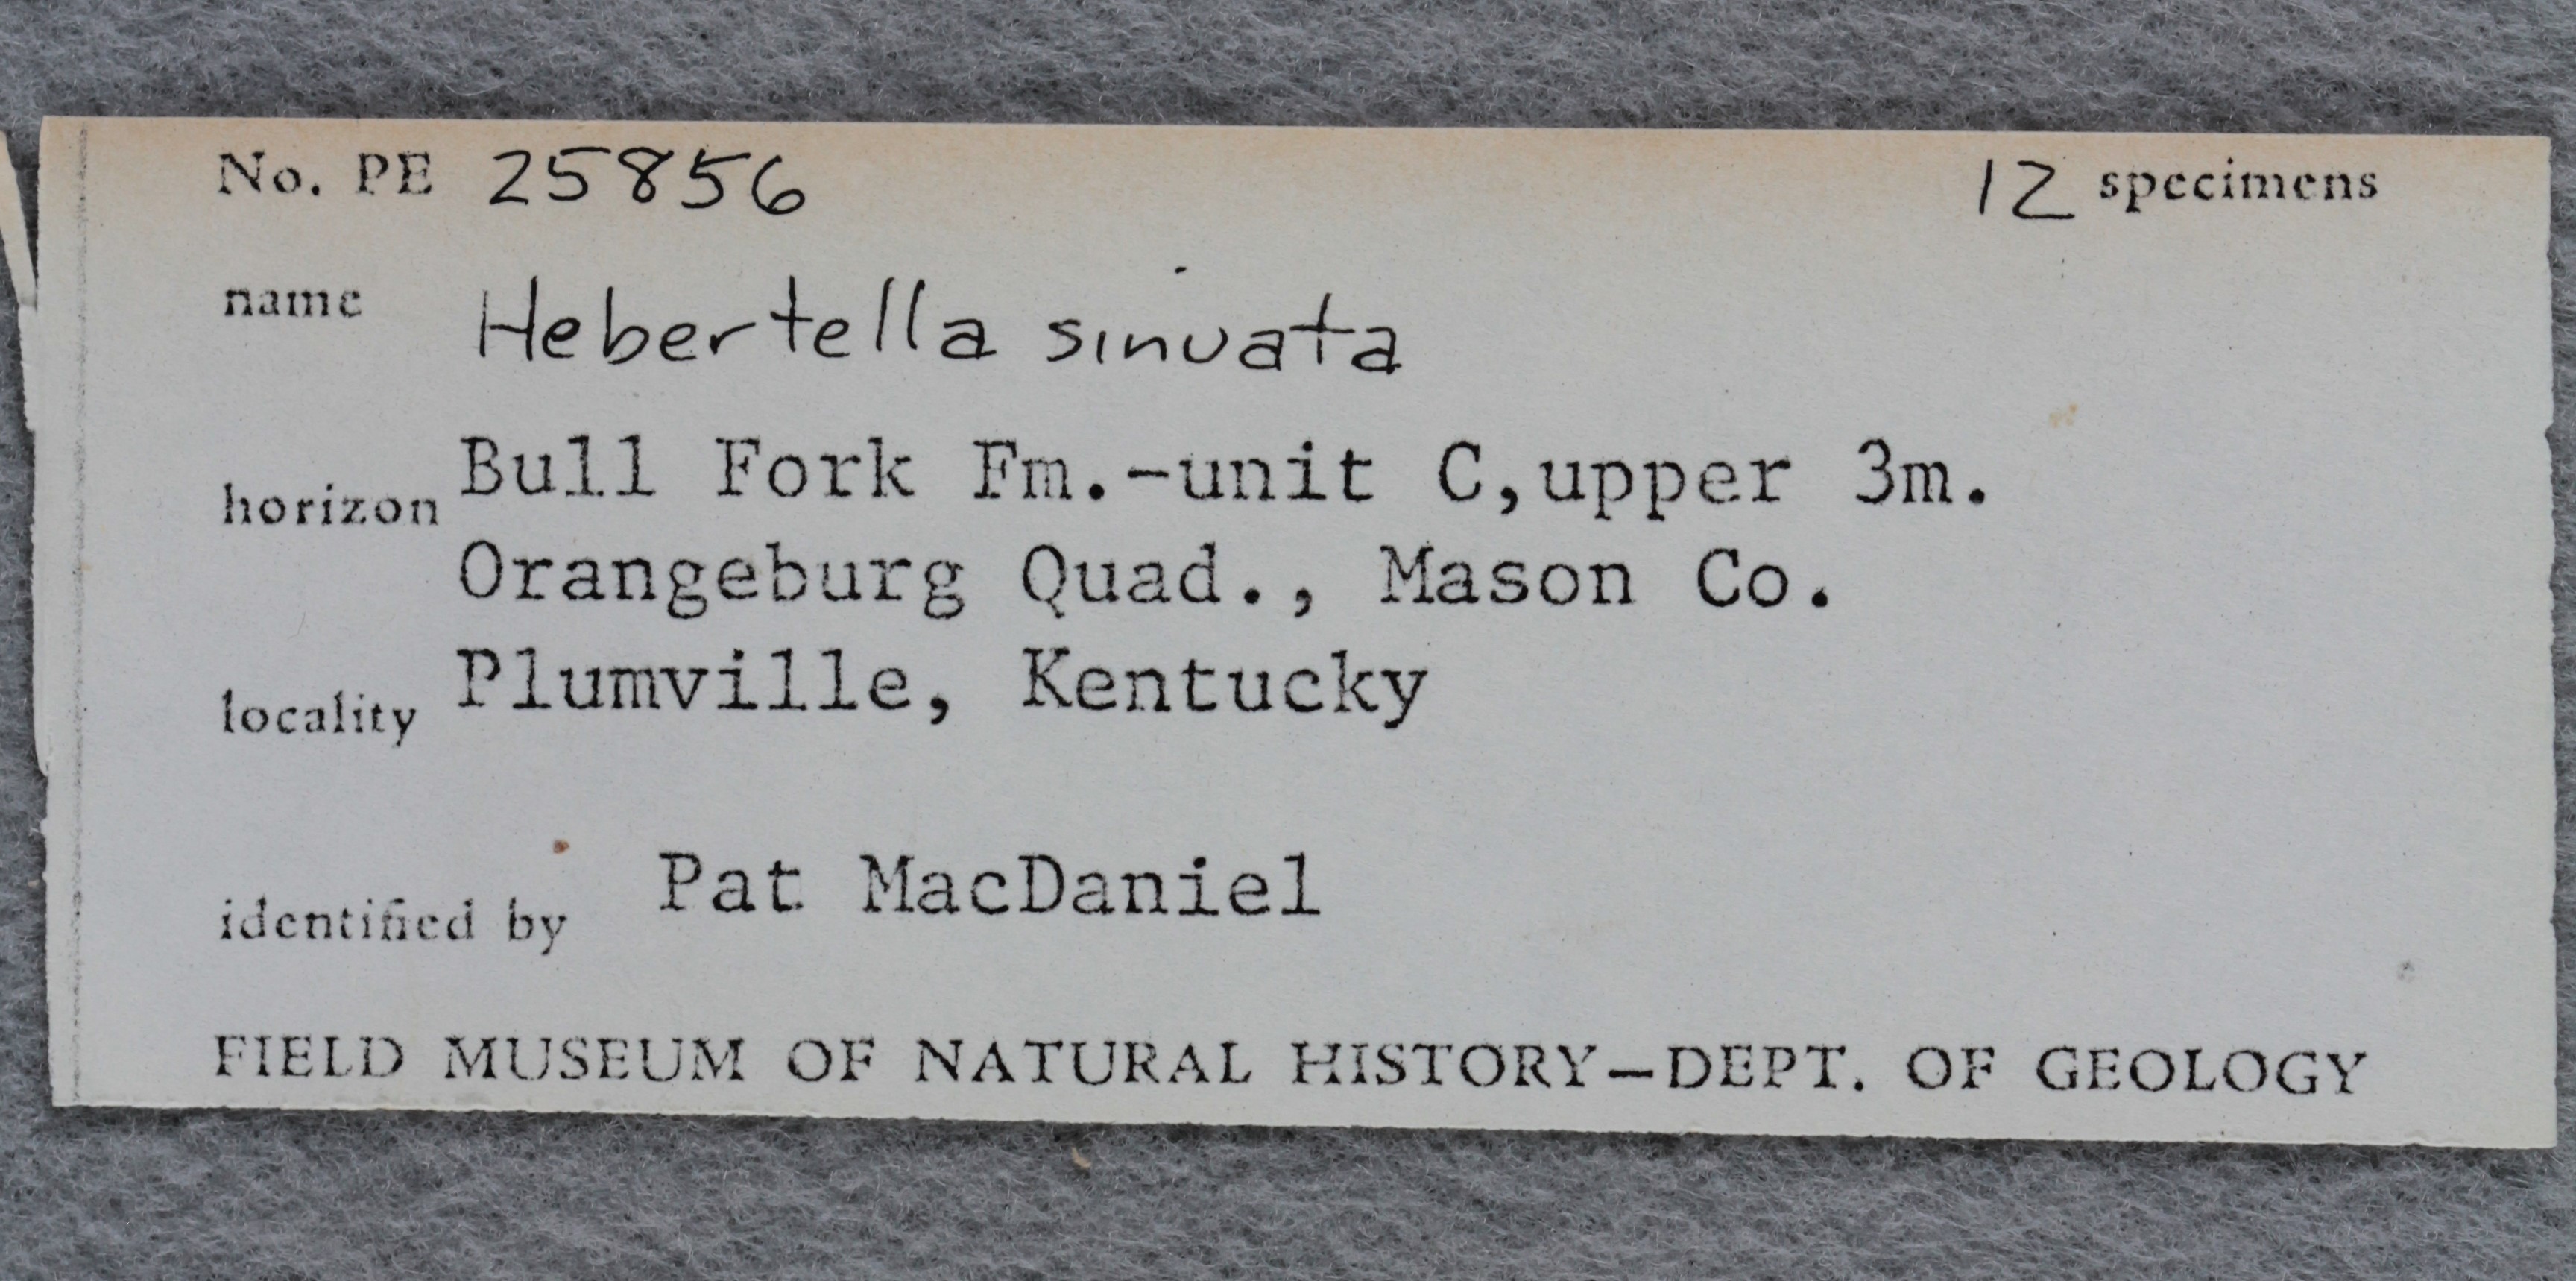 No. PE 25856 12 specimens
name Hebertella sinuata
horizon Bull Fork Fm.-unit C,upper 3m.
Orangeburg Quad., Mason Co.
locality Plumville, Kentucky
identified by Pat MacDaniel
FIELD MUSEUM OF NATURAL HISTORY—DEPT. OF GEOLOGY